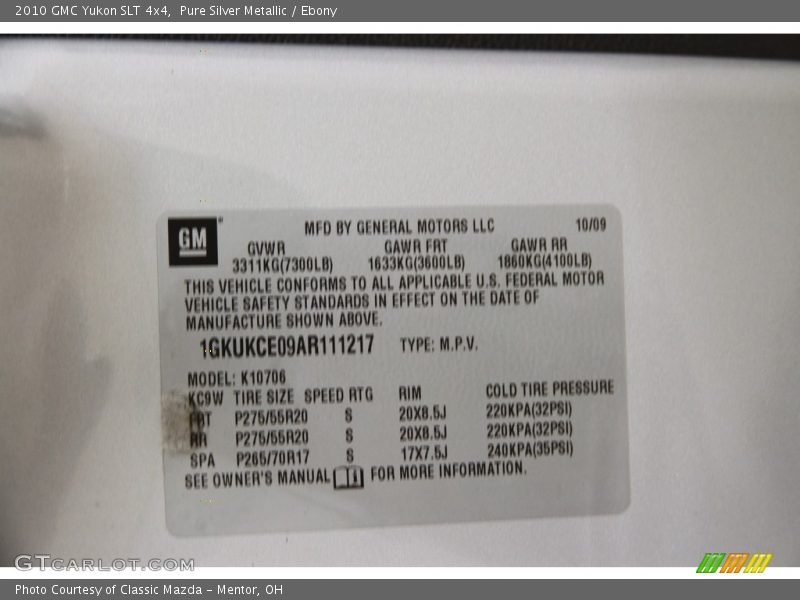 2010 GMC Yukon SLT 4x4, Pure Silver Metallic / Ebony
GM
MFD BY GENERAL MOTORS LLC 10/09
GVWR GAWR FRT GAWR RR
3311KG(7300LB) 1633KG(3600LB) 1860KG(4100LB)
THIS VEHICLE CONFORMS TO ALL APPLICABLE U.S. FEDERAL MOTOR
VEHICLE SAFETY STANDARDS IN EFFECT ON THE DATE OF
MANUFACTURE SHOWN ABOVE.
1GKUKCE09AR111217 TYPE: M.P.V.
MODEL: K10706
KC9W TIRE SIZE SPEED RTG RIM COLD TIRE PRESSURE
P275/55R20 S 20X8.5J 220KPA(32PSI)
RR P275/55R20 S 20X8.5J 220KPA(32PSI)
SPA P265/70R17 S 17X7.5J 240KPA(35PSI)
SEE OWNER'S MANUAL FOR MORE INFORMATION.
GTCARLOT.COM
Photo Courtesy of Classic Mazda - Mentor, OH